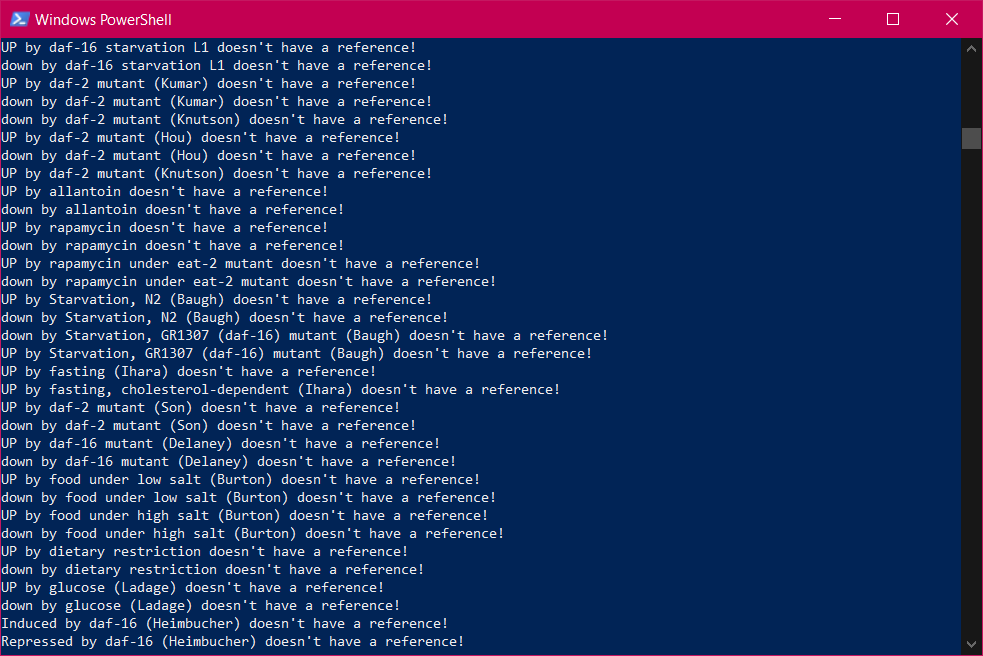 Windows PowerShell
UP by daf-16 starvation L1 doesn't have a reference!
down by daf-16 starvation L1 doesn't have a reference!
UP by daf-2 mutant (Kumar) doesn't have a reference!
down by daf-2 mutant (Kumar) doesn't have a reference!
down by daf-2 mutant (Knutson) doesn't have a reference!
UP by daf-2 mutant (Hou) doesn't have a reference!
down by daf-2 mutant (Hou) doesn't have a reference!
UP by daf-2 mutant (Knutson) doesn't have a reference!
UP by allantoin doesn't have a reference!
down by allantoin doesn't have a reference!
UP by rapamycin doesn't have a reference!
down by rapamycin doesn't have a reference!
UP by rapamycin under eat-2 mutant doesn't have a reference!
down by rapamycin under eat-2 mutant doesn't have a reference!
UP by Starvation, N2 (Baugh) doesn't have a reference!
down by Starvation, N2 (Baugh) doesn't have a reference!
down by Starvation, GR1307 (daf-16) mutant (Baugh) doesn't have a reference!
UP by Starvation, GR1307 (daf-16) mutant (Baugh) doesn't have a reference!
UP by fasting (Ihara) doesn't have a reference!
UP by fasting, cholesterol-dependent (Ihara) doesn't have a reference!
UP by daf-2 mutant (Son) doesn't have a reference!
down by daf-2 mutant (Son) doesn't have a reference!
UP by daf-16 mutant (Delaney) doesn't have a reference!
down by daf-16 mutant (Delaney) doesn't have a reference!
UP by food under low salt (Burton) doesn't have a reference!
down by food under low salt (Burton) doesn't have a reference!
UP by food under high salt (Burton) doesn't have a reference!
down by food under high salt (Burton) doesn't have a reference!
UP by dietary restriction doesn't have a reference!
down by dietary restriction doesn't have a reference!
UP by glucose (Ladage) doesn't have a reference!
down by glucose (Ladage) doesn't have a reference!
Induced by daf-16 (Heimbucher) doesn't have a reference!
Repressed by daf-16 (Heimbucher) doesn't have a reference!